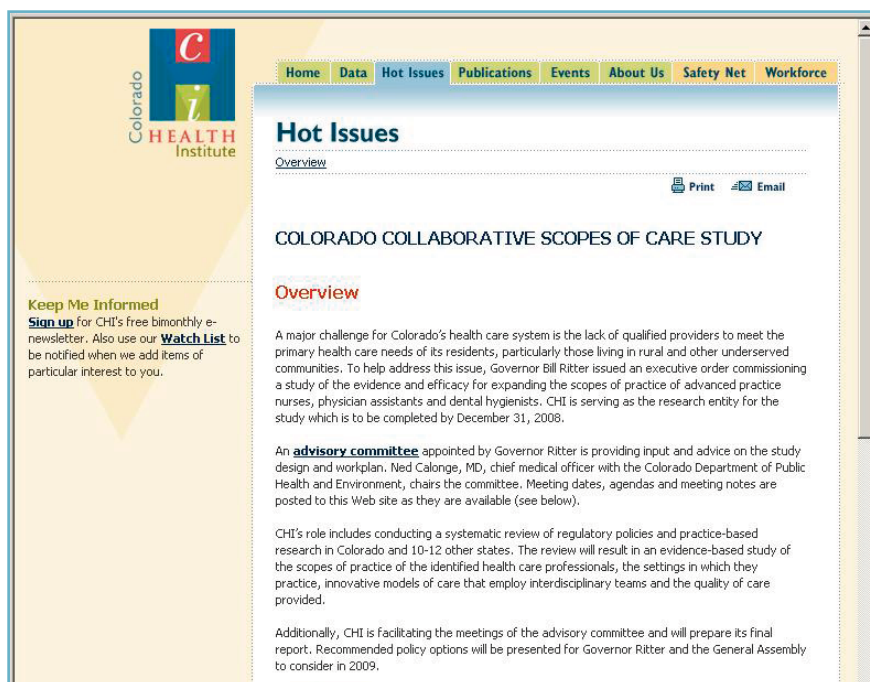 C
H
i
Colorado
HEALTH
Institute
Home Data Hot Issues Publications Events About Us Safety Net Workforce
Hot Issues
Overview
Print Email
COLORADO COLLABORATIVE SCOPES OF CARE STUDY
Keep Me Informed
Sign up for CHI's free bimonthly e-
newsletter. Also use our Watch List to
be notified when we add items of
particular interest to you.
Overview
A major challenge for Colorado's health care system is the lack of qualified providers to meet the
primary health care needs of its residents, particularly those living in rural and other underserved
communities. To help address this issue, Governor Bill Ritter issued an executive order commissioning
a study of the evidence and efficacy for expanding the scopes of practice of advanced practice
nurses, physician assistants and dental hygienists. CHI is serving as the research entity for the
study which is to be completed by December 31, 2008.
An advisory committee appointed by Governor Ritter is providing input and advice on the study
design and workplan. Ned Calonge, MD, chief medical officer with the Colorado Department of Public
Health and Environment, chairs the committee. Meeting dates, agendas and meeting notes are
posted to this Web site as they are available (see below).
CHI's role includes conducting a systematic review of regulatory policies and practice-based
research in Colorado and 10-12 other states. The review will result in an evidence-based study of
the scopes of practice of the identified health care professionals, the settings in which they
practice, innovative models of care that employ interdisciplinary teams and the quality of care
provided.
Additionally, CHI is facilitating the meetings of the advisory committee and will prepare its final
report. Recommended policy options will be presented for Governor Ritter and the General Assembly
to consider in 2009.